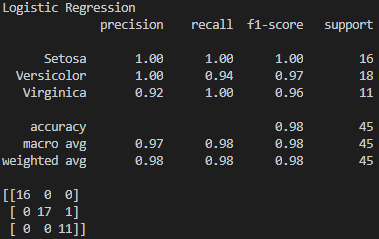 Logistic Regression
              precision    recall  f1-score   support

      Setosa       1.00      1.00      1.00        16
  Versicolor       1.00      0.94      0.97        18
   Virginica       0.92      1.00      0.96        11

    accuracy                           0.98        45
   macro avg       0.97      0.98      0.98        45
weighted avg       0.98      0.98      0.98        45

[[16  0  0]
 [ 0 17  1]
 [ 0  0 11]]